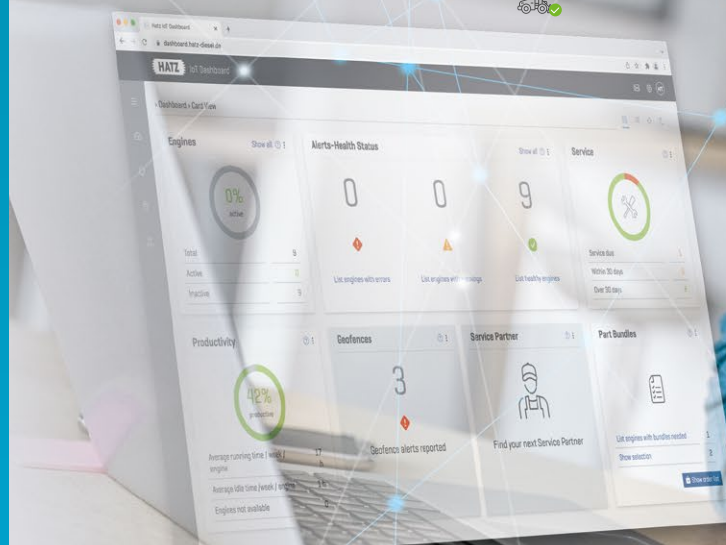 Hatz IoT Dashboard
dashboard.hatz-diesel.de
HATZ IoT Dashboard
Dashboard > Card View
Engines Show all
0%
active
Total 9
Active 0
Inactive 9
Alerts-Health Status Show all
0 0 9
List engines with errors
List engines with
List healthy engines
Service
Service due
Within 30 days
Over 30 days
Productivity
42%
productive
Average running time / week /
engine
Average idle time /week / engine
Engines not available
Geofences
3
Geofence alerts reported
Service Partner
Find your next Service Partner
Part Bundles
List engines with bundles needed
Show selection
Show order list